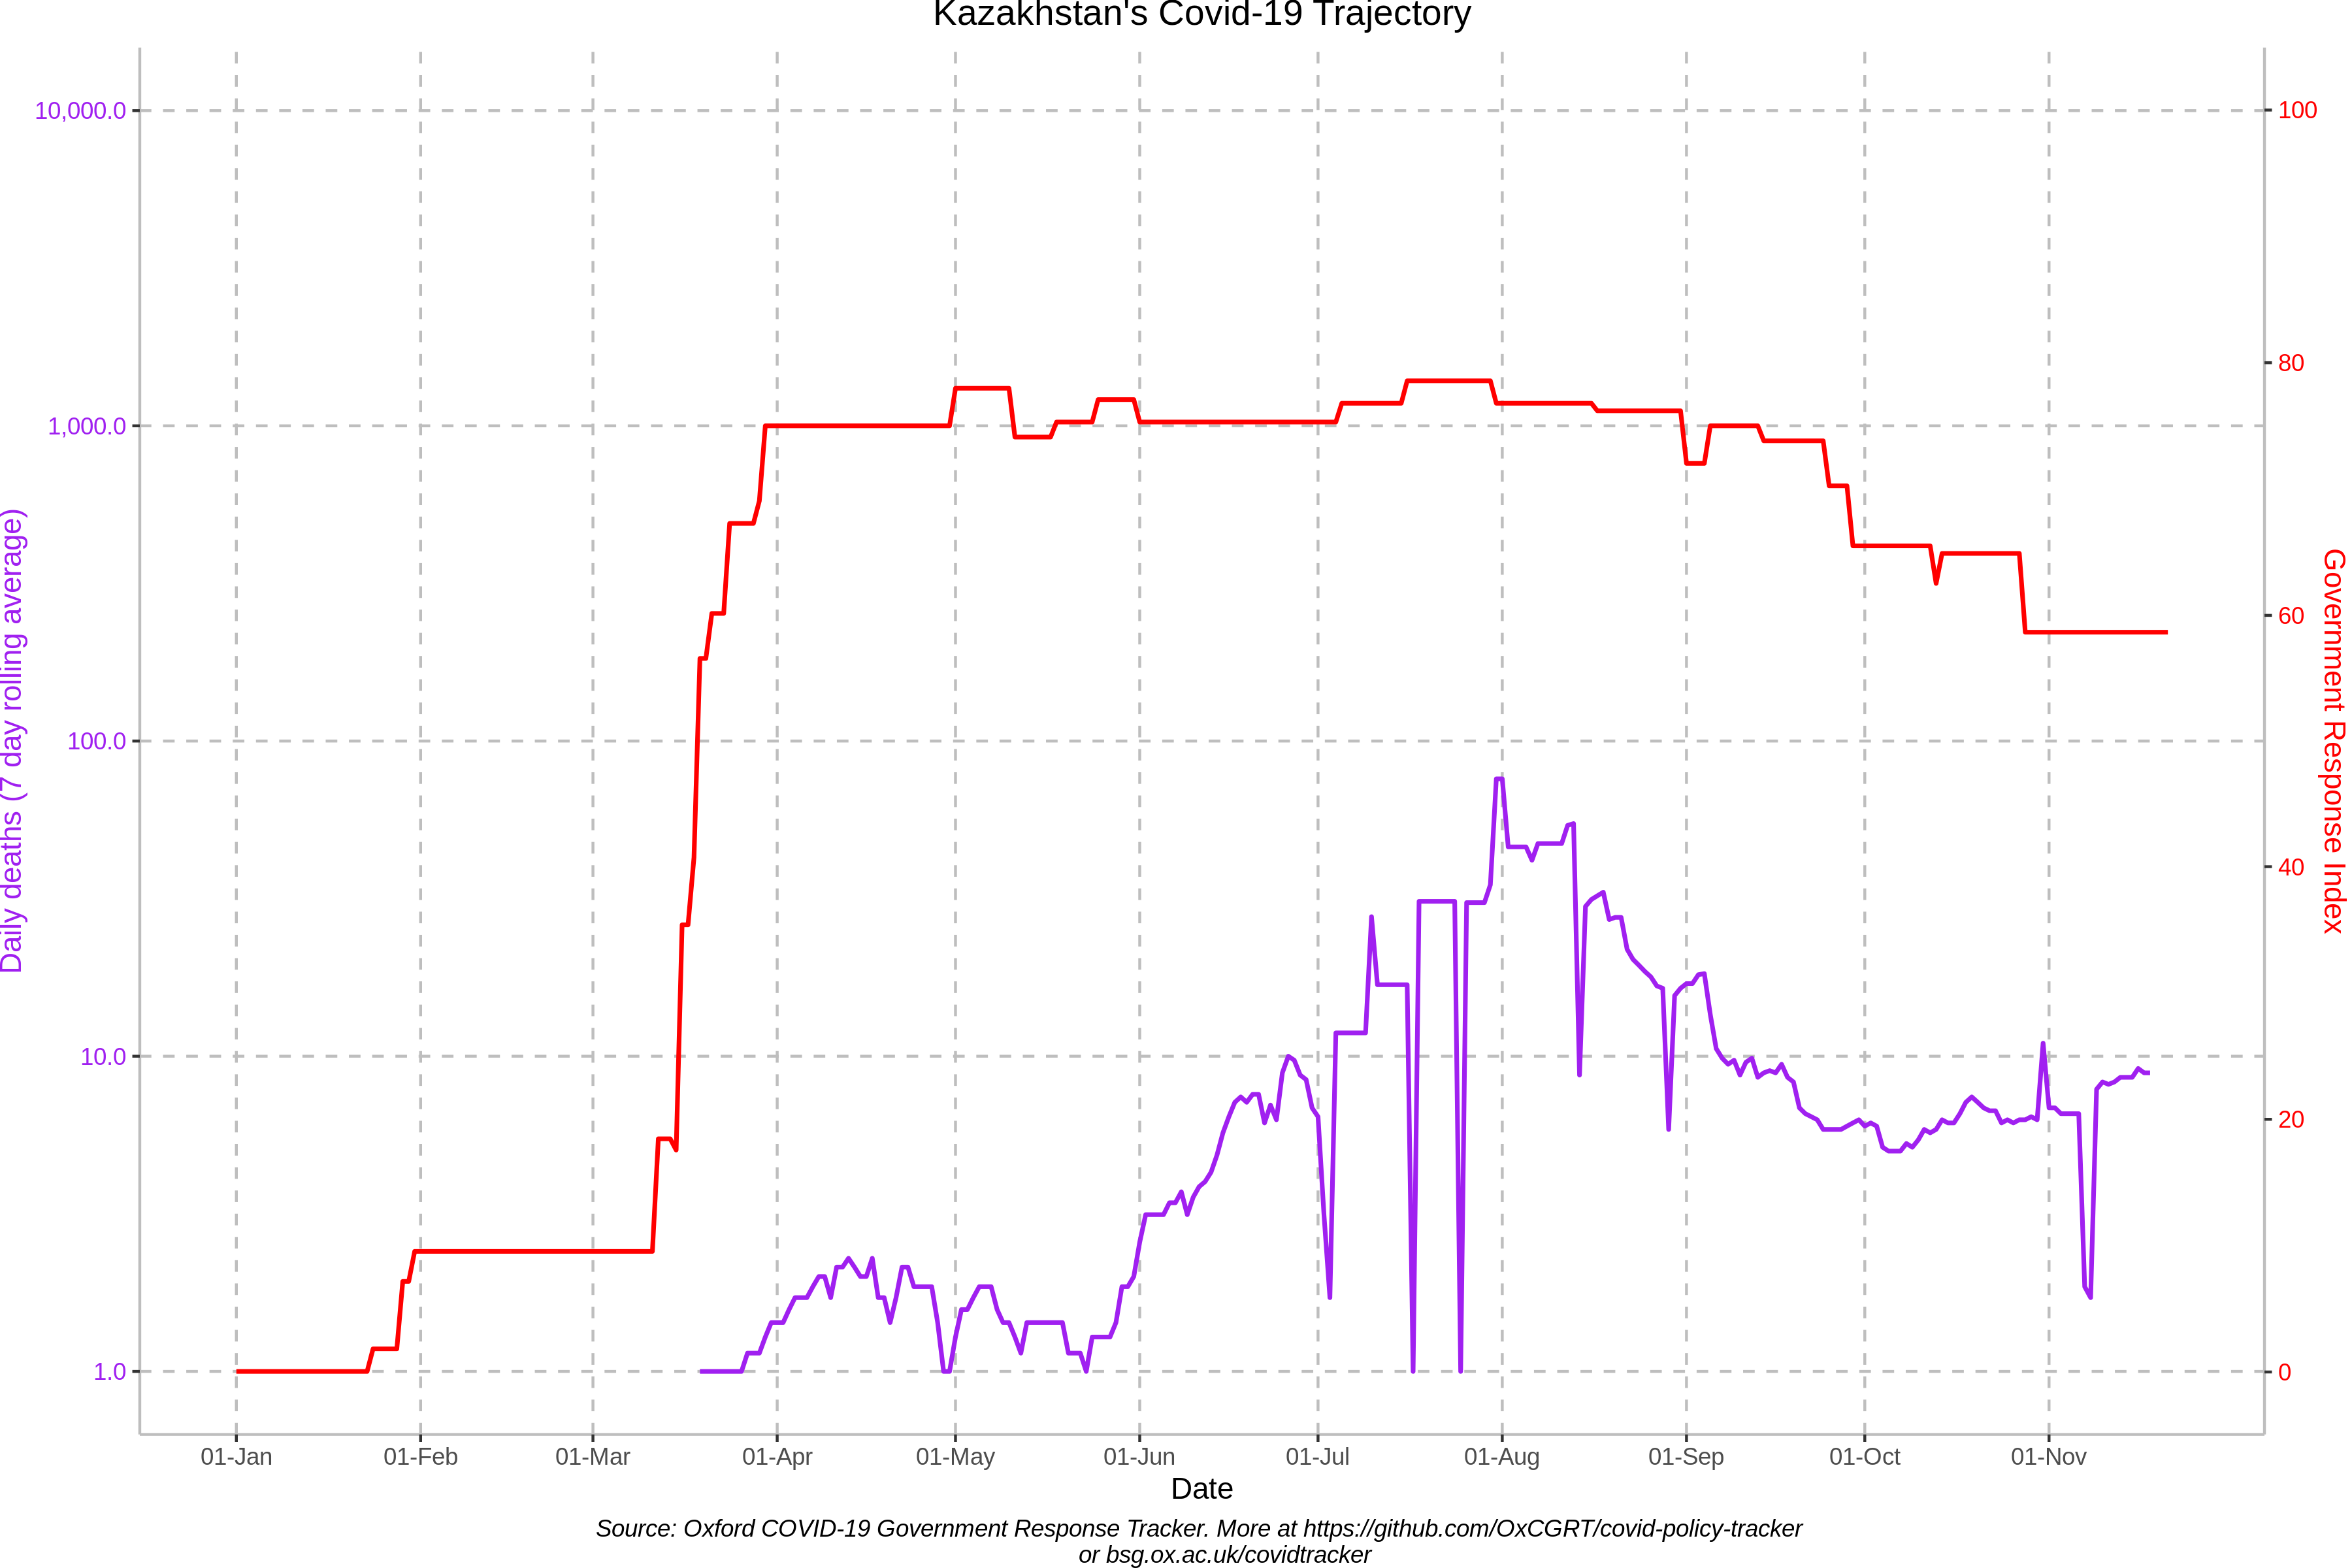 Kazakhstan's Covid-19 Trajectory
10,000.0
1,000.0
100.0
10.0
1.0
Daily deaths (7 day rolling average)
100
80
60
40
20
0
Government Response Index
01-Jan
01-Feb
01-Mar
01-Apr
01-May
01-Jun
01-Jul
01-Aug
01-Sep
01-Oct
01-Nov
Date
Source: Oxford COVID-19 Government Response Tracker. More at https://github.com/OxCGRT/covid-policy-tracker
or bsg.ox.ac.uk/covidtracker